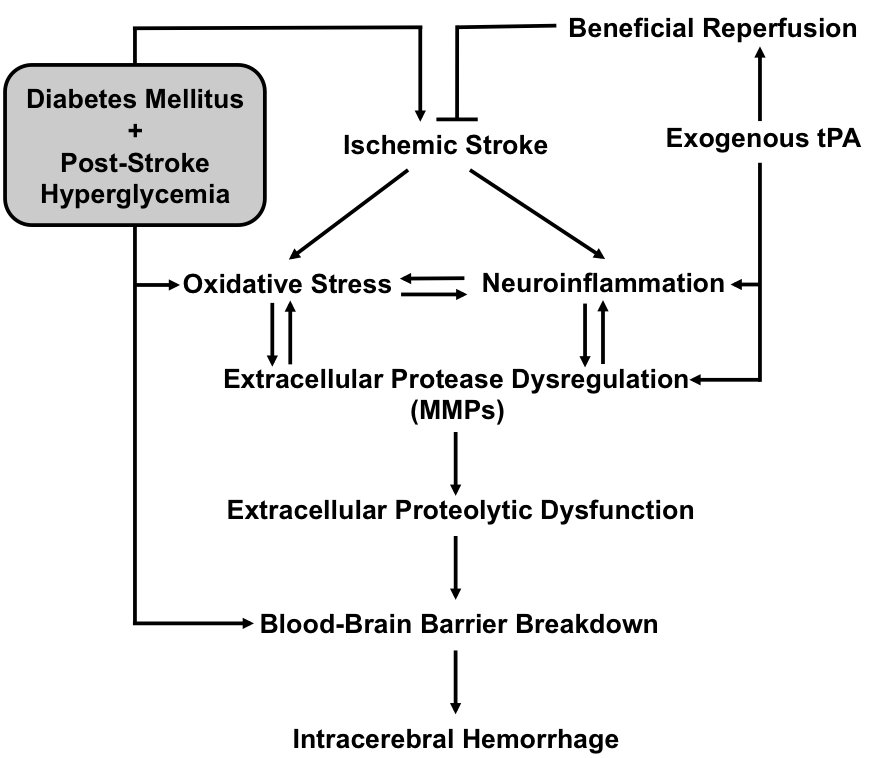 Beneficial Reperfusion
Diabetes Mellitus
+
Post-Stroke
Hyperglycemia
Exogenous tPA
Ischemic Stroke
Oxidative Stress
Neuroinflammation
Extracellular Protease Dysregulation
(MMPs)
Extracellular Proteolytic Dysfunction
Blood-Brain Barrier Breakdown
Intracerebral Hemorrhage